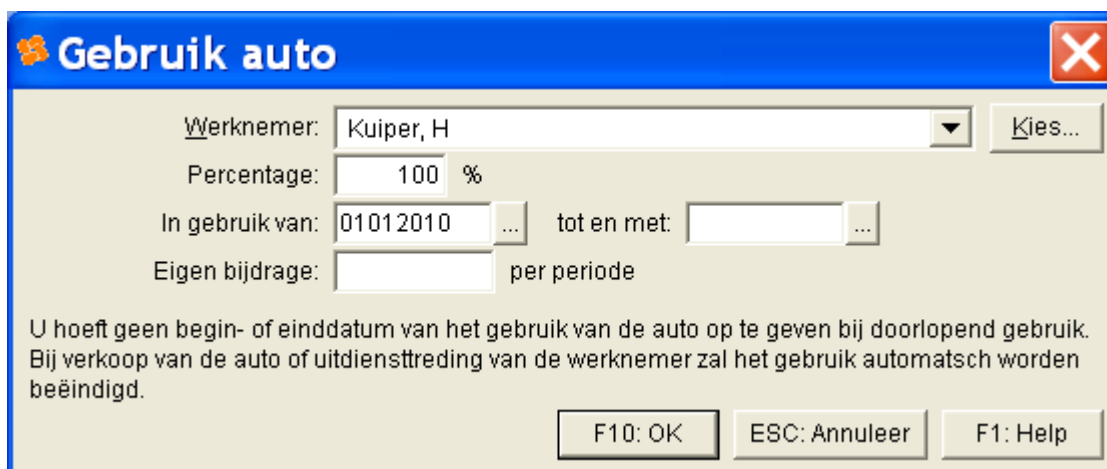 Gebruik auto
Werknemer: Kuiper, H Kies...
Percentage: 100 %
In gebruik van: 01012010 ... tot en met: ...
Eigen bijdrage: per periode
U hoeft geen begin- of einddatum van het gebruik van de auto op te geven bij doorlopend gebruik.
Bij verkoop van de auto of uitdiensttreding van de werknemer zal het gebruik automatsch worden
beëindigd.
F10: OK ESC: Annuleer F1: Help